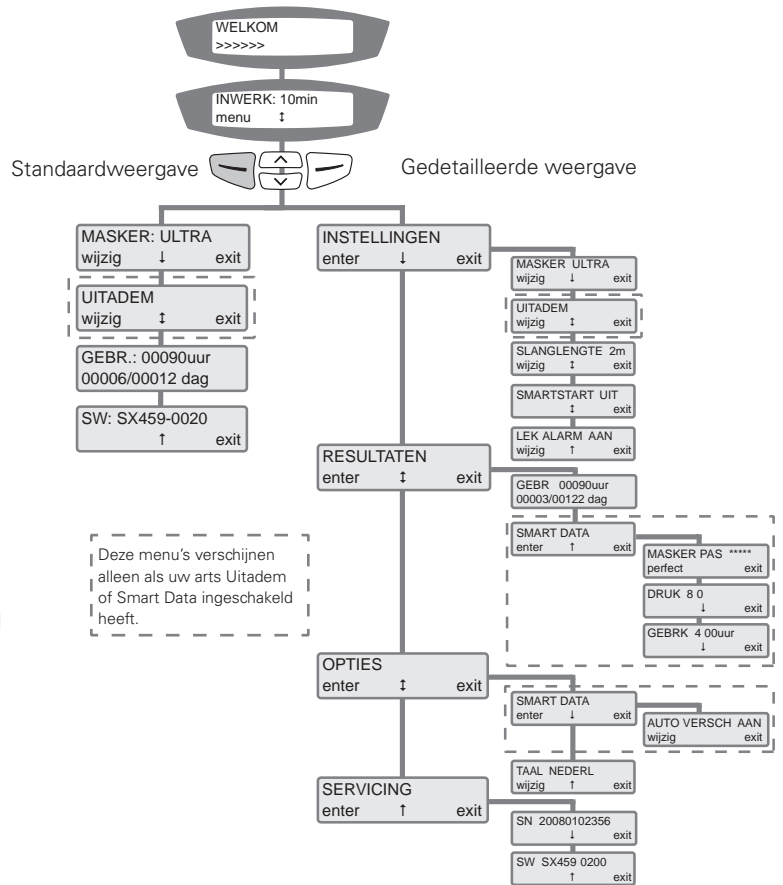 WELKOM
>>>>>>
INWERK: 10min
menu ↕
Standaardweergave
Gedetailleerde weergave
MASKER: ULTRA
wijzig ↓ exit
UITADEM
wijzig ↕ exit
GEBR.: 00090uur
00006/00012 dag
SW: SX459-0020
↑ exit
Deze menu's verschijnen
alleen als uw arts Uitadem
of Smart Data ingeschakeld
heeft.
INSTELLINGEN
enter ↓ exit
MASKER ULTRA
wijzig ↓ exit
UITADEM
wijzig ↕ exit
SLANGLENGTE 2m
wijzig ↕ exit
SMARTSTART UIT
↕ exit
LEK ALARM AAN
wijzig ↑ exit
RESULTATEN
enter ↕ exit
GEBR 00090uur
00003/00122 dag
SMART DATA
enter ↑ exit
MASKER PAS *****
perfect exit
DRUK 8 0
↓ exit
GEBRK 4 00uur
↓ exit
OPTIES
enter ↕ exit
SMART DATA
enter ↓ exit
AUTO VERSCH AAN
wijzig exit
TAAL NEDERL
wijzig ↑ exit
SERVICING
enter ↑ exit
SN 20080102356
↓ exit
SW SX459 0200
↑ exit